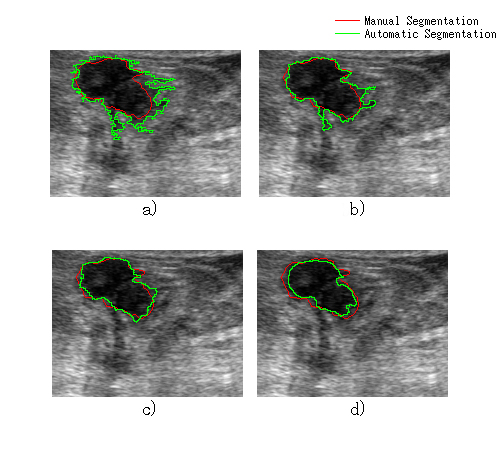 Manual Segmentation
Automatic Segmentation
a)
b)
c)
d)